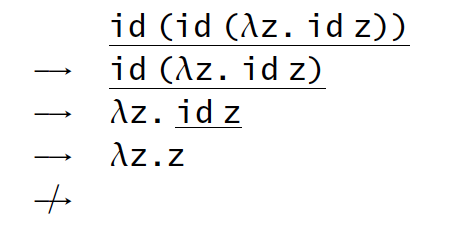 id (id (λz. id z))
⟶ id (λz. id z)
⟶ λz. id z
⟶ λz.z
↛